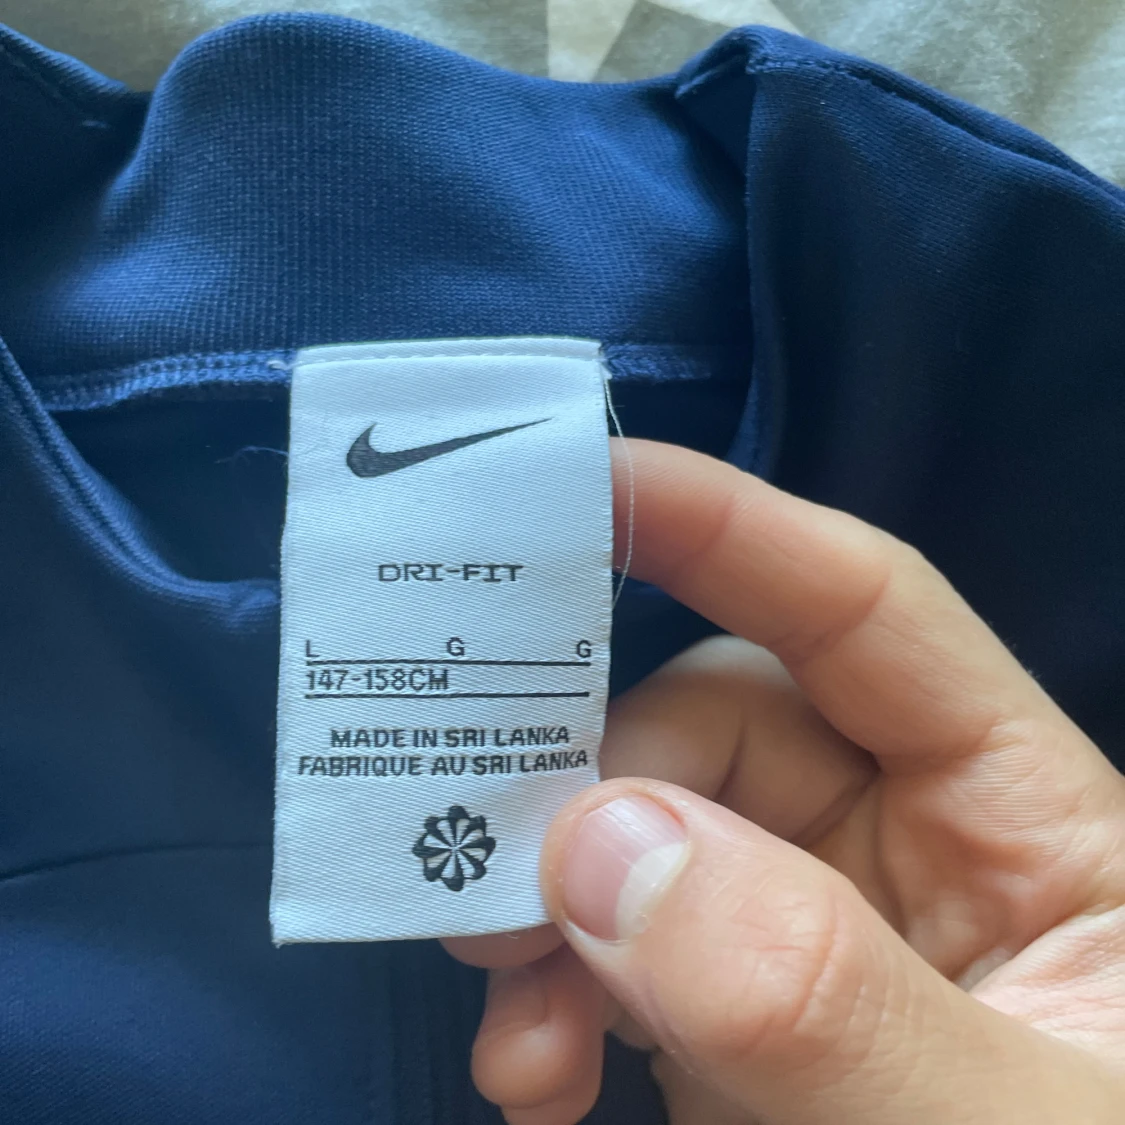 DRI-FIT
L G G
147-158CM
MADE IN SRI LANKA
FABRIQUE AU SRI LANKA